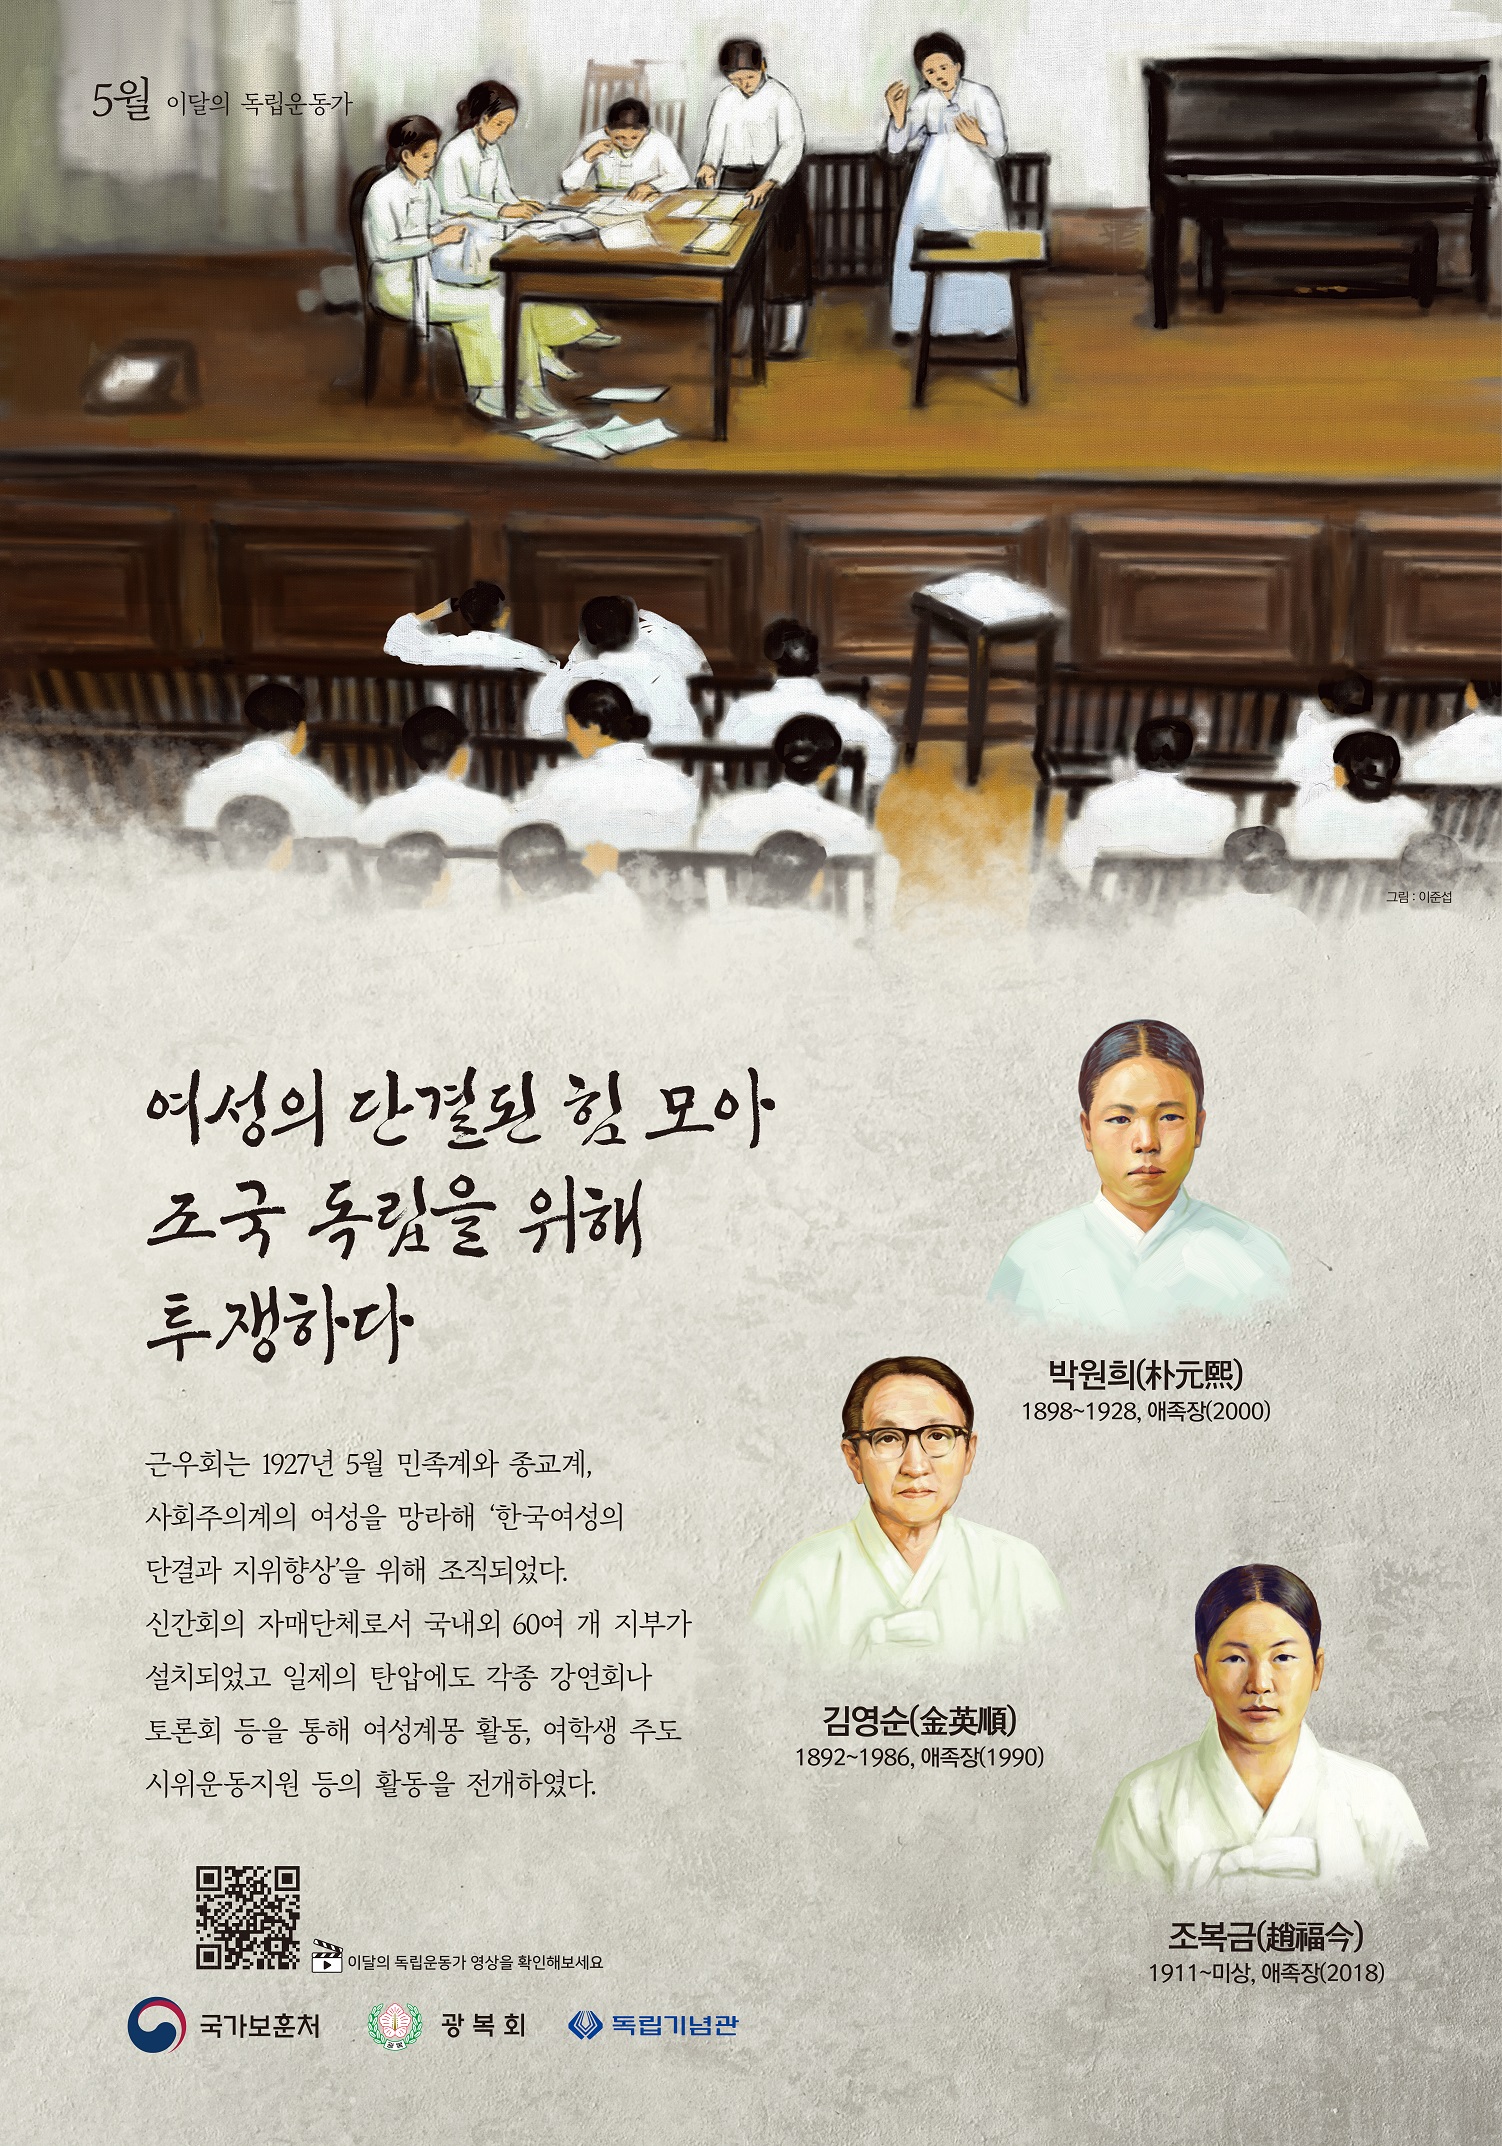 5월 이달의 독립운동가
그림 : 이준섭
여성의 단결된 힘 모아
조국 독립을 위해
투쟁하다
박원희(朴元熙)
1898~1928, 애족장(2000)
근우회는 1927년 5월 민족계와 종교계,
사회주의계의 여성을 망라해 ‘한국여성의
단결과 지위향상’을 위해 조직되었다.
신간회의 자매단체로서 국내외 60여 개 지부가
설치되었고 일제의 탄압에도 각종 강연회나
토론회 등을 통해 여성계몽 활동, 여학생 주도
시위운동지원 등의 활동을 전개하였다.
김영순(金英順)
1892~1986, 애족장(1990)
조복금(趙福今)
1911~미상, 애족장(2018)
이달의 독립운동가 영상을 확인해보세요
국가보훈처
광복회
독립기념관